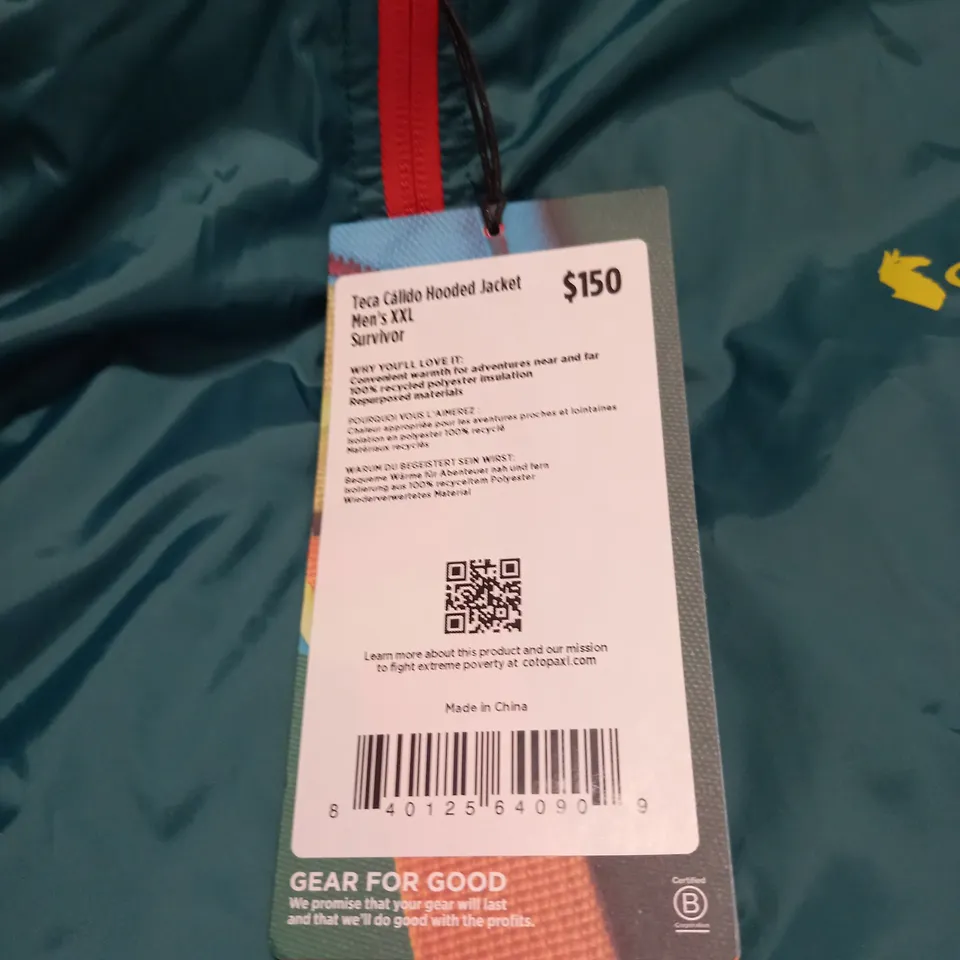 Teca Cálido Hooded Jacket
$150
Men's XXL
Survivor
WHY YOU'LL LOVE IT:
Convenient warmth for adventures near and far
100% recycled polyester insulation
Repurposed materials
POURQUOI VOUS L'AIMEREZ :
Chaleur appropriée pour les aventures proches et lointaines
Isolation en polyester 100% recyclé
Matériaux recyclés
WARUM DU BEGEISTERT SEIN WIRST:
Bequeme Wärme für Abenteuer nah und fern
Isolierung aus 100% recyceltem Polyester
Wiederverwertetes Material
Learn more about this product and our mission
to fight extreme poverty at cotopaxi.com
Made in China
8 40125 64090 9
GEAR FOR GOOD
We promise that your gear will last
and that we'll do good with the profits.
Certified
B
Corporation